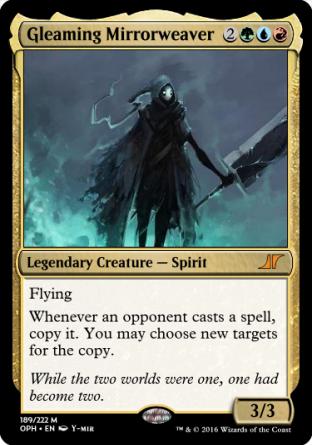 Gleaming Mirrorweaver 2
Legendary Creature — Spirit
Flying
Whenever an opponent casts a spell,
copy it. You may choose new targets
for the copy.
While the two worlds were one, one had
become two.
3/3
189/222 M
OPH • EN Y-MIR
™ & © 2016 Wizards of the Coast